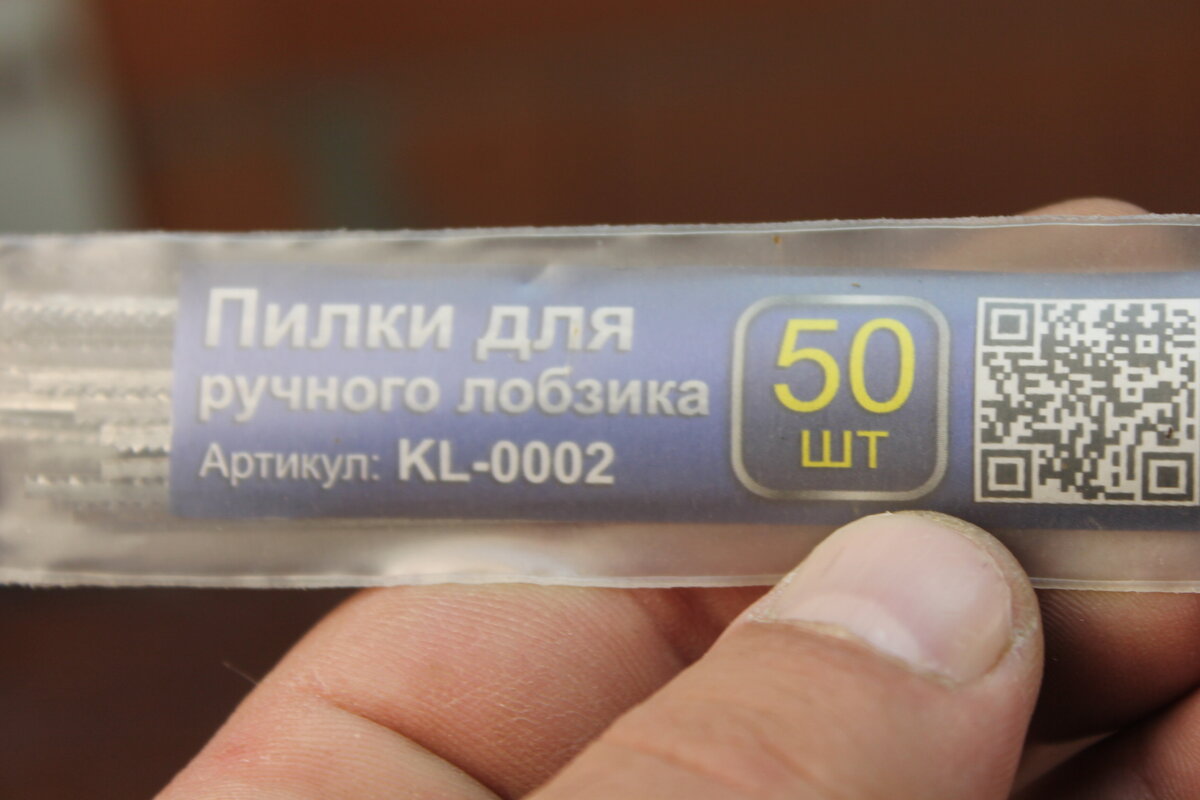 Пилки для
ручного лобзика
Артикул: KL-0002
50
шт